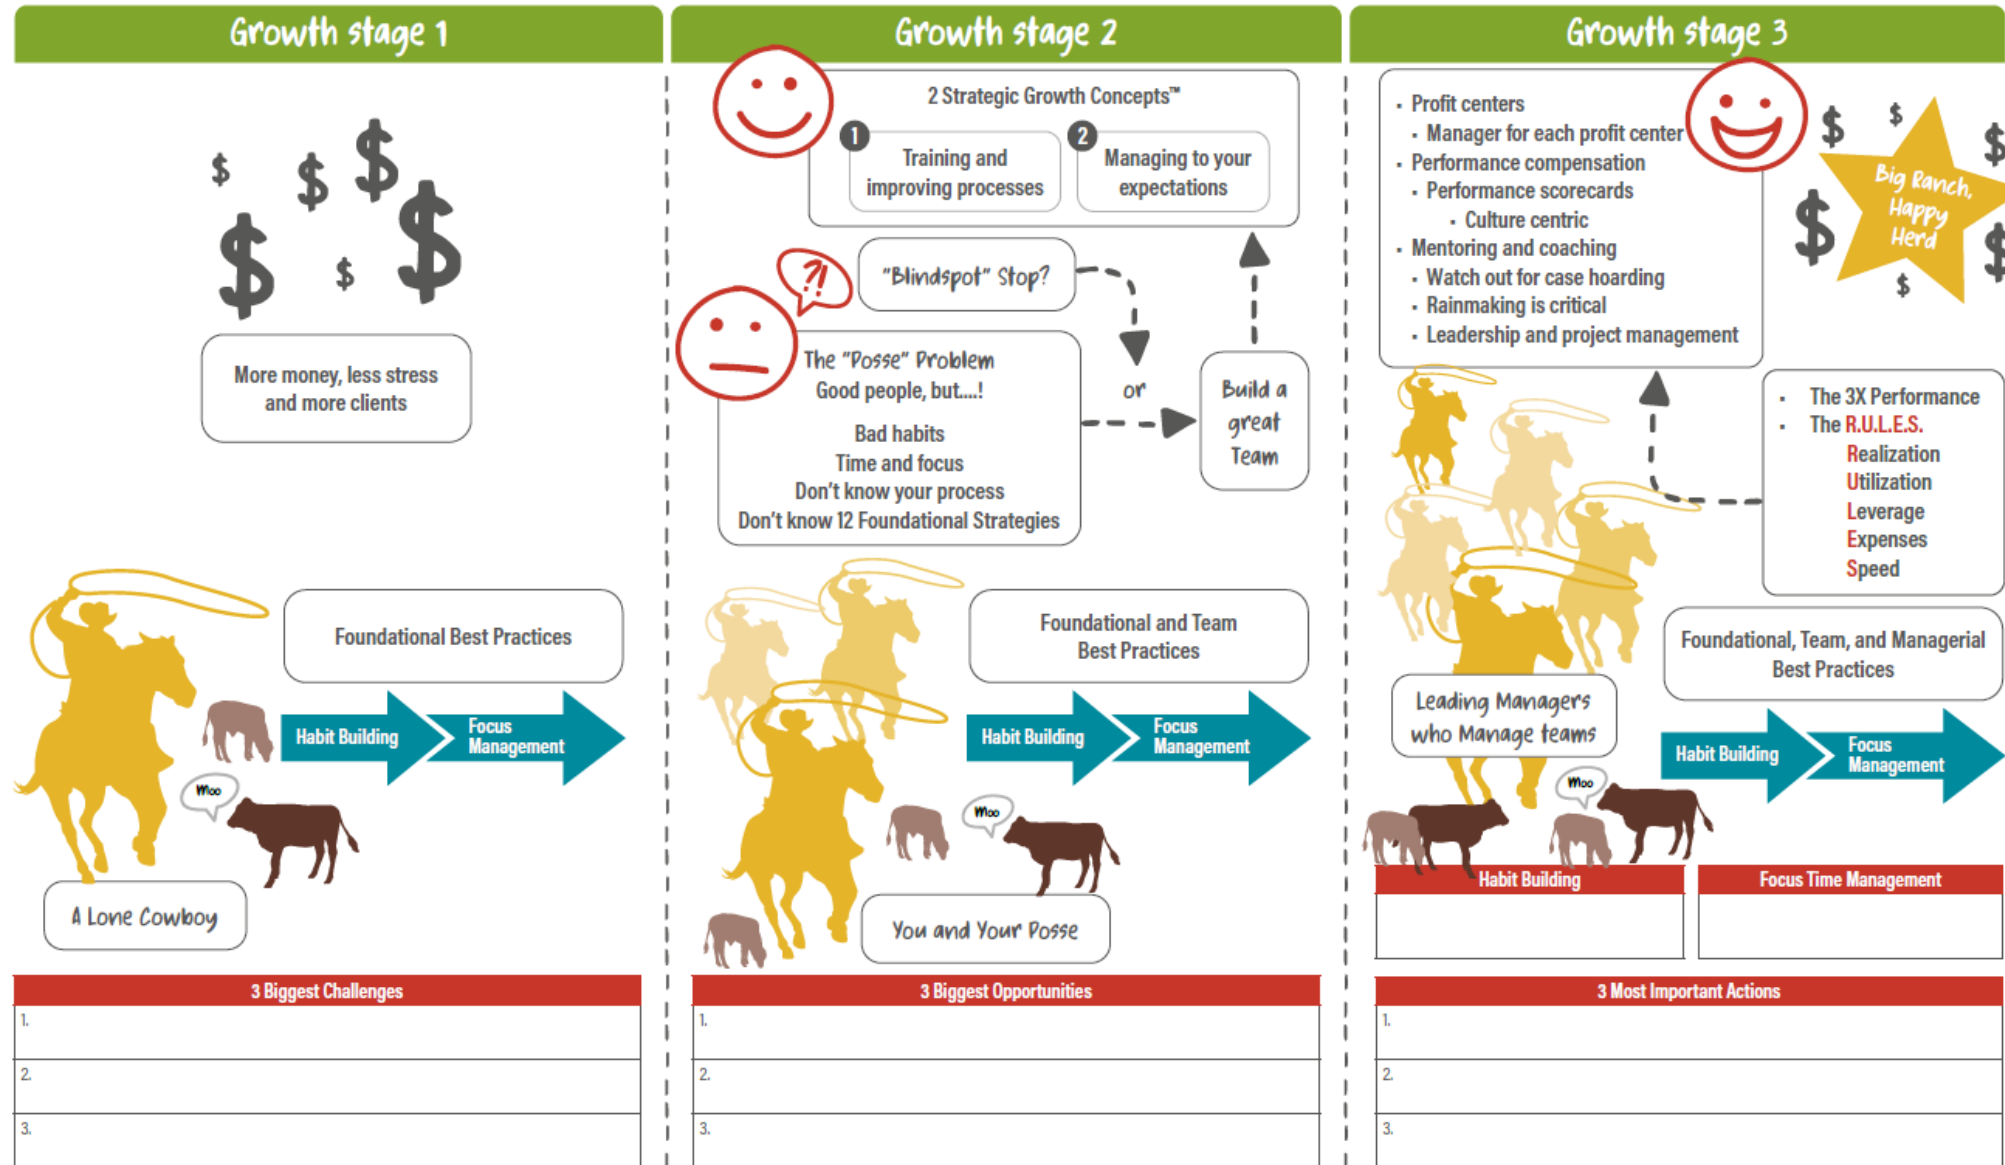 Growth stage 1
$
$
$
$
$
$
More money, less stress
and more clients
Foundational Best Practices
Habit Building
Focus
Management
Moo
A Lone Cowboy
3 Biggest Challenges
1.
2.
3.
Growth stage 2
2 Strategic Growth Concepts™
1
Training and
improving processes
2
Managing to your
expectations
"Blindspot" Stop?
?!
The "Posse" Problem
Good people, but....!
Bad habits
Time and focus
Don't know your process
Don't know 12 Foundational Strategies
or
Build a
great
Team
Foundational and Team
Best Practices
Habit Building
Focus
Management
Moo
You and Your Posse
3 Biggest Opportunities
1.
2.
3.
Growth stage 3
▪ Profit centers
▪ Manager for each profit center
▪ Performance compensation
▪ Performance scorecards
▪ Culture centric
▪ Mentoring and coaching
▪ Watch out for case hoarding
▪ Rainmaking is critical
▪ Leadership and project management
$
$
$
$
$
$
Big Ranch,
Happy
Herd
▪ The 3X Performance
▪ The R.U.L.E.S.
Realization
Utilization
Leverage
Expenses
Speed
Foundational, Team, and Managerial
Best Practices
Leading Managers
who Manage teams
Habit Building
Focus
Management
Moo
Habit Building
Focus Time Management
3 Most Important Actions
1.
2.
3.